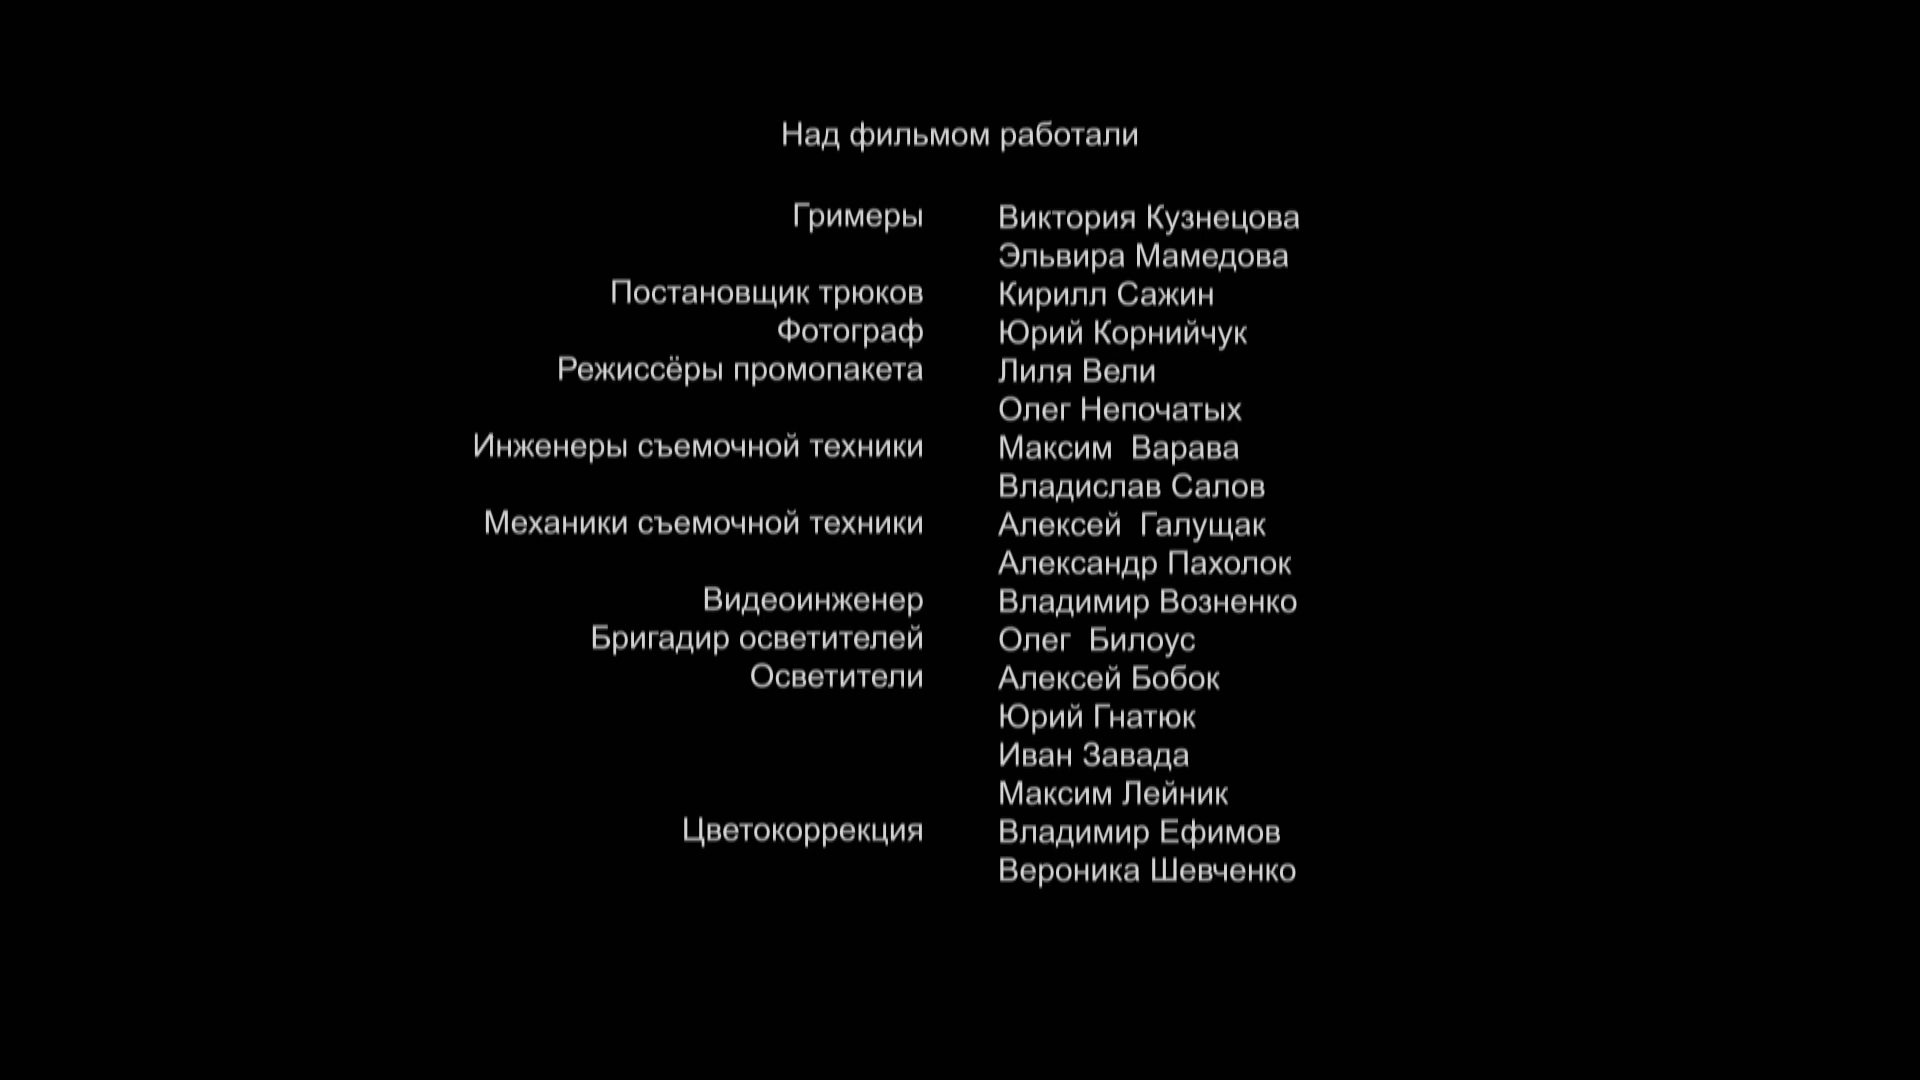 Над фильмом работали
Гримеры Виктория Кузнецова
Эльвира Мамедова
Постановщик трюков Кирилл Сажин
Фотограф Юрий Корнийчук
Режиссёры промопакета Лиля Вели
Олег Непочатых
Инженеры съемочной техники Максим  Варава
Владислав Салов
Механики съемочной техники Алексей  Галущак
Александр Пахолок
Видеоинженер Владимир Возненко
Бригадир осветителей Олег  Билоус
Осветители Алексей Бобок
Юрий Гнатюк
Иван Завада
Максим Лейник
Цветокоррекция Владимир Ефимов
Вероника Шевченко